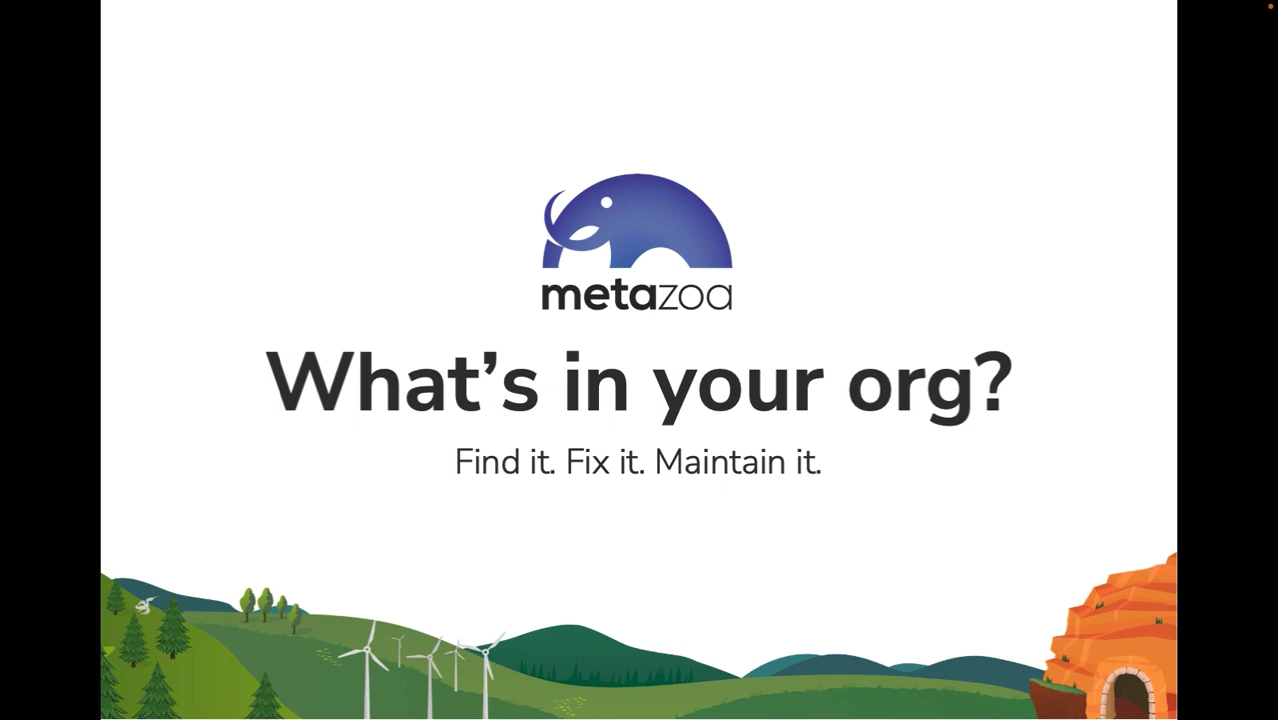 metazoa
What’s in your org?
Find it. Fix it. Maintain it.